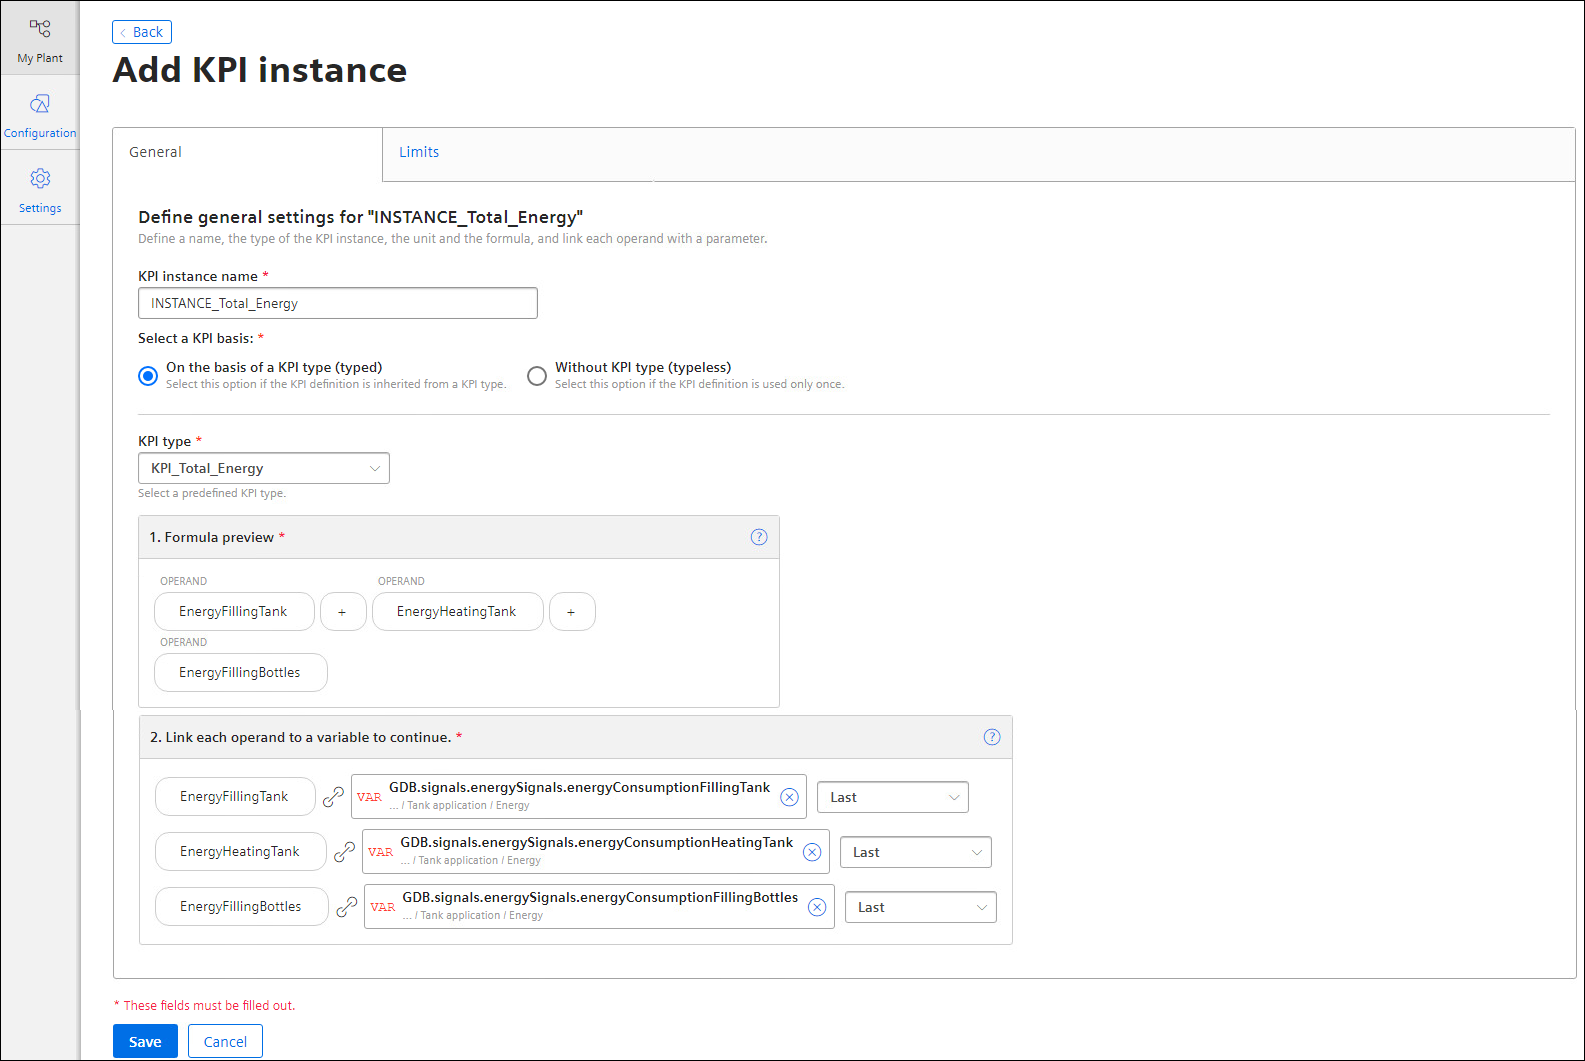 My Plant
Configuration
Settings
Back
Add KPI instance
General
Limits
Define general settings for "INSTANCE_Total_Energy"
Define a name, the type of the KPI instance, the unit and the formula, and link each operand with a parameter.
KPI instance name *
INSTANCE_Total_Energy
Select a KPI basis: *
On the basis of a KPI type (typed)
Select this option if the KPI definition is inherited from a KPI type.
Without KPI type (typeless)
Select this option if the KPI definition is used only once.
KPI type *
KPI_Total_Energy
Select a predefined KPI type.
1. Formula preview *
?
OPERAND
OPERAND
EnergyFillingTank + EnergyHeatingTank +
OPERAND
EnergyFillingBottles
2. Link each operand to a variable to continue. *
?
EnergyFillingTank
VAR
GDB.signals.energySignals.energyConsumptionFillingTank
... / Tank application / Energy
Last
EnergyHeatingTank
VAR
GDB.signals.energySignals.energyConsumptionHeatingTank
... / Tank application / Energy
Last
EnergyFillingBottles
VAR
GDB.signals.energySignals.energyConsumptionFillingBottles
... / Tank application / Energy
Last
* These fields must be filled out.
Save
Cancel